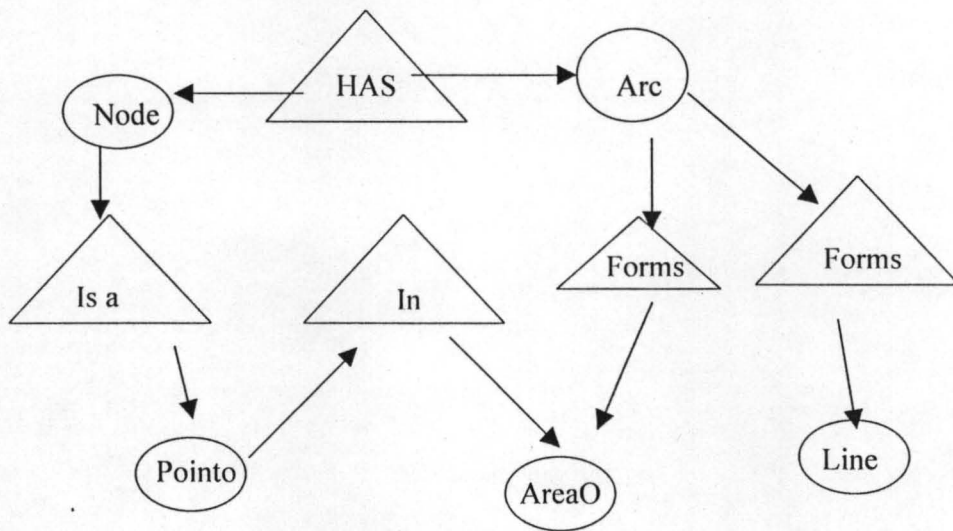 HAS
Node
Arc
Is a
In
Forms
Forms
Pointo
AreaO
Line